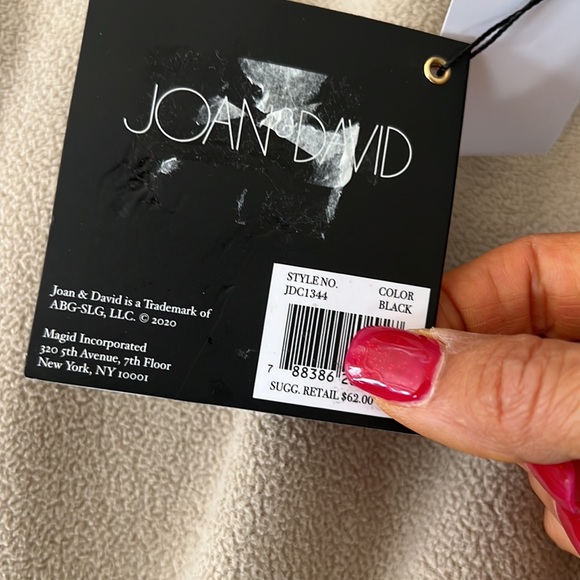 JOAN & DAVID
STYLE NO. COLOR
JDC1344 BLACK
Joan & David is a Trademark of
ABG-SLG, LLC. © 2020
Magid Incorporated
320 5th Avenue, 7th Floor
New York, NY 10001
7 88386 2
SUGG. RETAIL $62.00